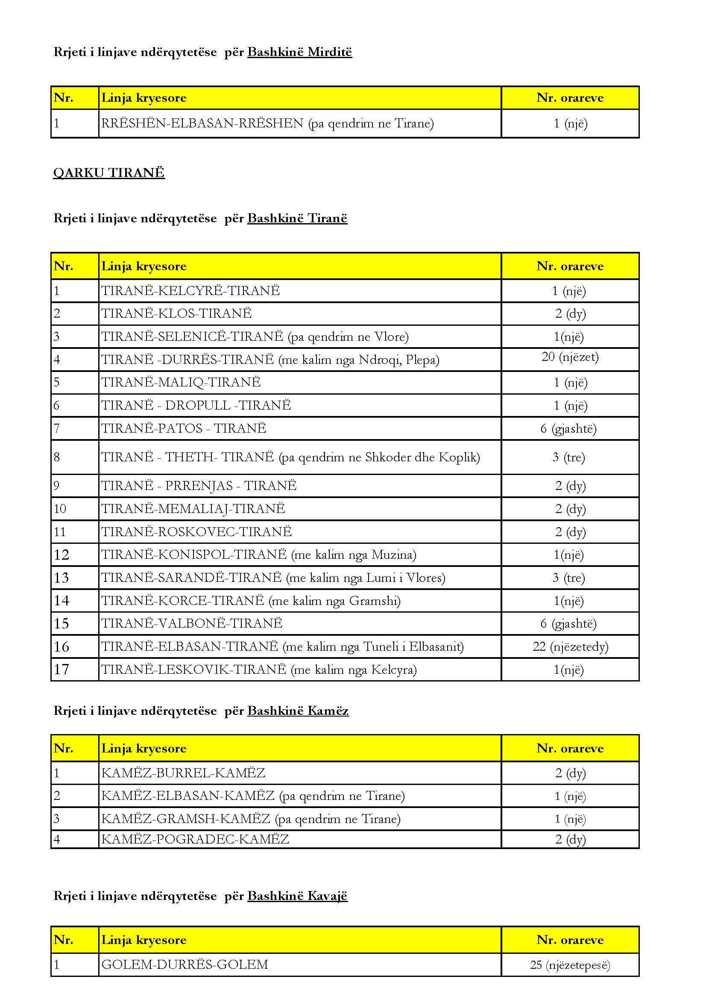 Rrjeti i linjave ndërqytetëse  për Bashkinë Mirditë
Nr. Linja kryesore Nr. orareve
1 RRËSHËN-ELBASAN-RRËSHEN (pa qendrim ne Tirane) 1 (një)
QARKU TIRANË
Rrjeti i linjave ndërqytetëse  për Bashkinë Tiranë
Nr. Linja kryesore Nr. orareve
1 TIRANË-KELCYRË-TIRANË 1 (një)
2 TIRANË-KLOS-TIRANË 2 (dy)
3 TIRANË-SELENICË-TIRANË (pa qendrim ne Vlore) 1(një)
4 TIRANË -DURRËS-TIRANË (me kalim nga Ndroqi, Plepa) 20 (njëzet)
5 TIRANË-MALIQ-TIRANË 1 (një)
6 TIRANË - DROPULL -TIRANË 1 (një)
7 TIRANË-PATOS - TIRANË 6 (gjashtë)
8 TIRANË - THETH- TIRANË (pa qendrim ne Shkoder dhe Koplik) 3 (tre)
9 TIRANË - PRRENJAS - TIRANË 2 (dy)
10 TIRANË-MEMALIAJ-TIRANË 2 (dy)
11 TIRANË-ROSKOVEC-TIRANË 2 (dy)
12 TIRANË-KONISPOL-TIRANË (me kalim nga Muzina) 1(një)
13 TIRANË-SARANDË-TIRANË (me kalim nga Lumi i Vlores) 3 (tre)
14 TIRANË-KORCE-TIRANË (me kalim nga Gramshi) 1(një)
15 TIRANË-VALBONË-TIRANË 6 (gjashtë)
16 TIRANË-ELBASAN-TIRANË (me kalim nga Tuneli i Elbasanit) 22 (njëzetedy)
17 TIRANË-LESKOVIK-TIRANË (me kalim nga Kelcyra) 1(një)
Rrjeti i linjave ndërqytetëse  për Bashkinë Kamëz
Nr. Linja kryesore Nr. orareve
1 KAMËZ-BURREL-KAMËZ 2 (dy)
2 KAMËZ-ELBASAN-KAMËZ (pa qendrim ne Tirane) 1 (një)
3 KAMËZ-GRAMSH-KAMËZ (pa qendrim ne Tirane) 1 (një)
4 KAMËZ-POGRADEC-KAMËZ 2 (dy)
Rrjeti i linjave ndërqytetëse  për Bashkinë Kavajë
Nr. Linja kryesore Nr. orareve
1 GOLEM-DURRËS-GOLEM 25 (njëzetepesë)